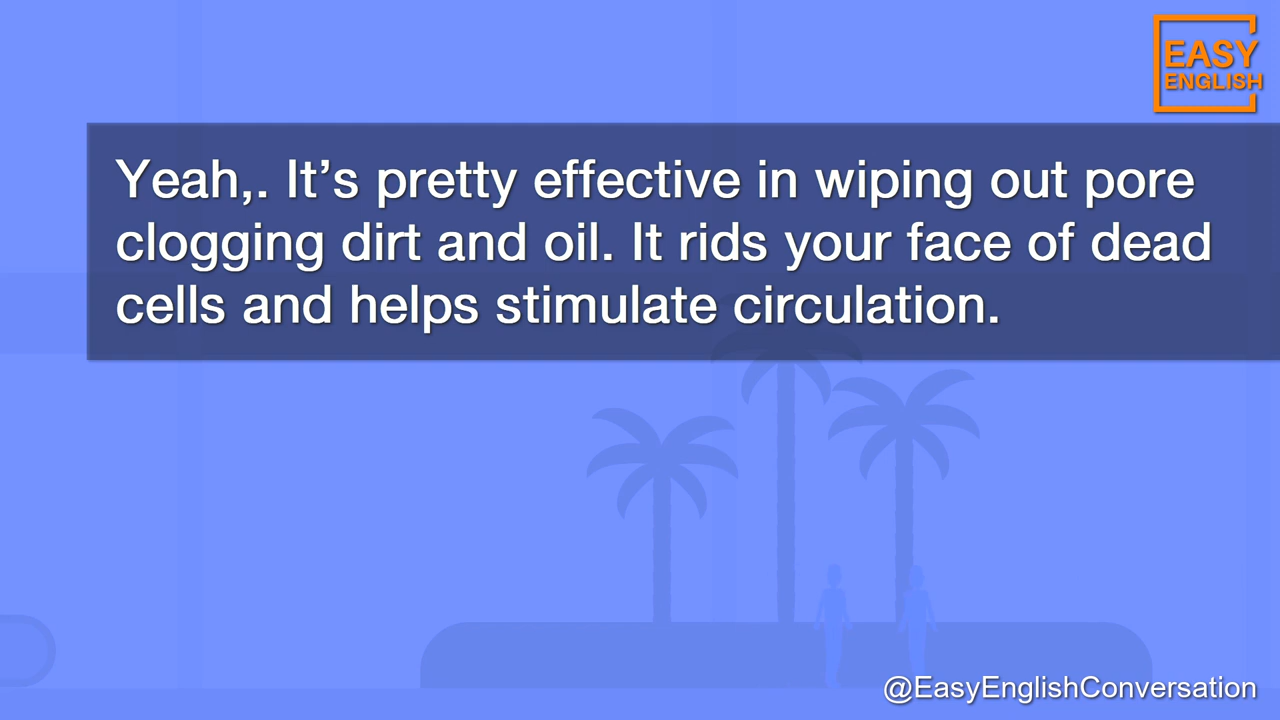 EASY
ENGLISH
Yeah,. It’s pretty effective in wiping out pore
clogging dirt and oil. It rids your face of dead
cells and helps stimulate circulation.
@EasyEnglishConversation